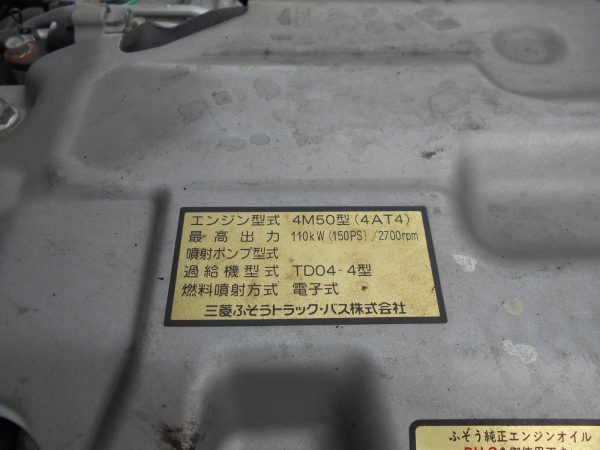 エンジン型式 4M50型(4AT4)
最高出力 110kW(150PS)/2700rpm
噴射ポンプ型式
過給機型式 TD04-4型
燃料噴射方式 電子式
三菱ふそうトラック・バス株式会社
ふそう純正エンジンオイル